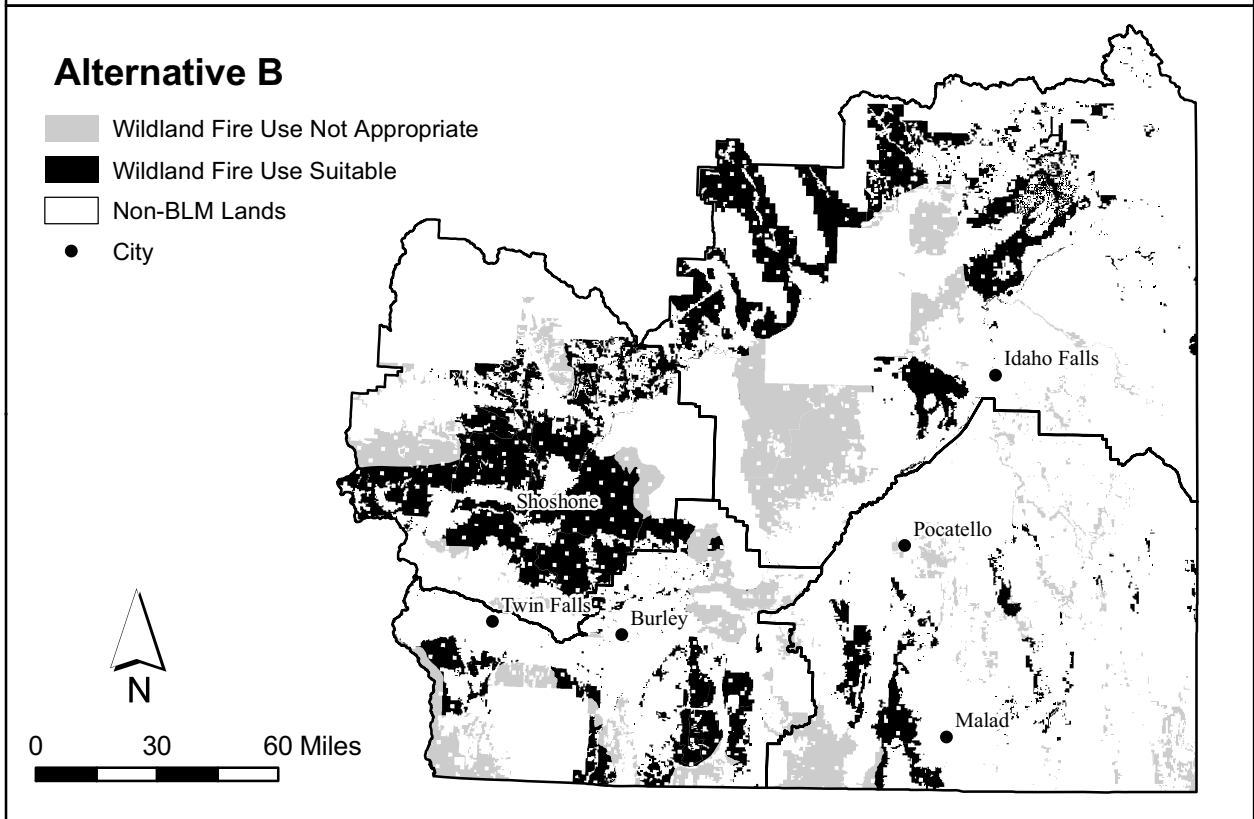 Alternative B
Wildland Fire Use Not Appropriate
Wildland Fire Use Suitable
Non-BLM Lands
City
Idaho Falls
Shoshone
Pocatello
Twin Falls
Burley
Malad
N
0 30 60 Miles